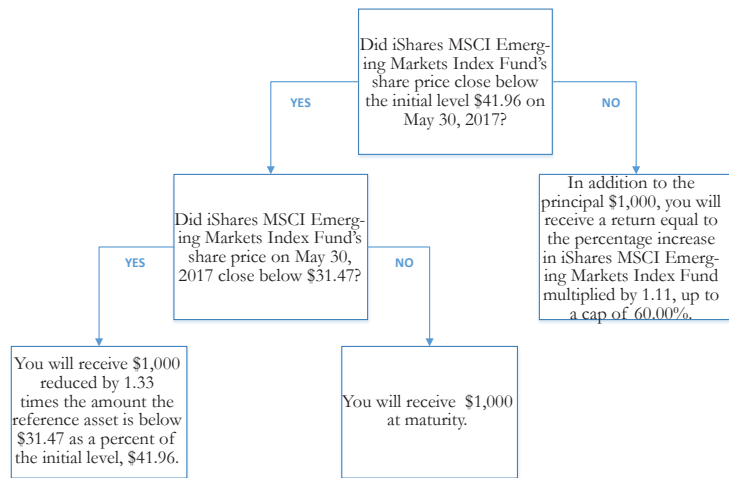 Did iShares MSCI Emerg-
ing Markets Index Fund's
share price close below
the initial level $41.96 on
May 30, 2017?
YES
NO
Did iShares MSCI Emerg-
ing Markets Index Fund's
share price on May 30,
2017 close below $31.47?
In addition to the
principal $1,000, you will
receive a return equal to
the percentage increase
in iShares MSCI Emerg-
ing Markets Index Fund
multiplied by 1.11, up to
a cap of 60.00%.
YES
NO
You will receive $1,000
reduced by 1.33
times the amount the
reference asset is below
$31.47 as a percent of
the initial level, $41.96.
You will receive $1,000
at maturity.